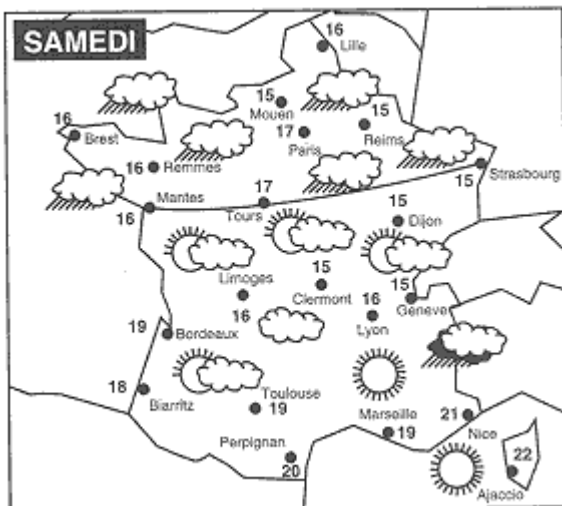 SAMEDI
16
Lille
15
Mouen
15
Reims
17
Paris
16
Brest
16
Remmes
15
Strasbourg
16
Mantes
17
Tours
15
Dijon
Limoges
16
15
Clermont
15
Geneve
16
Lyon
19
Bordeaux
18
Biarritz
Toulouse
19
Marseille
19
21
Nice
Perpignan
20
22
Ajaccio